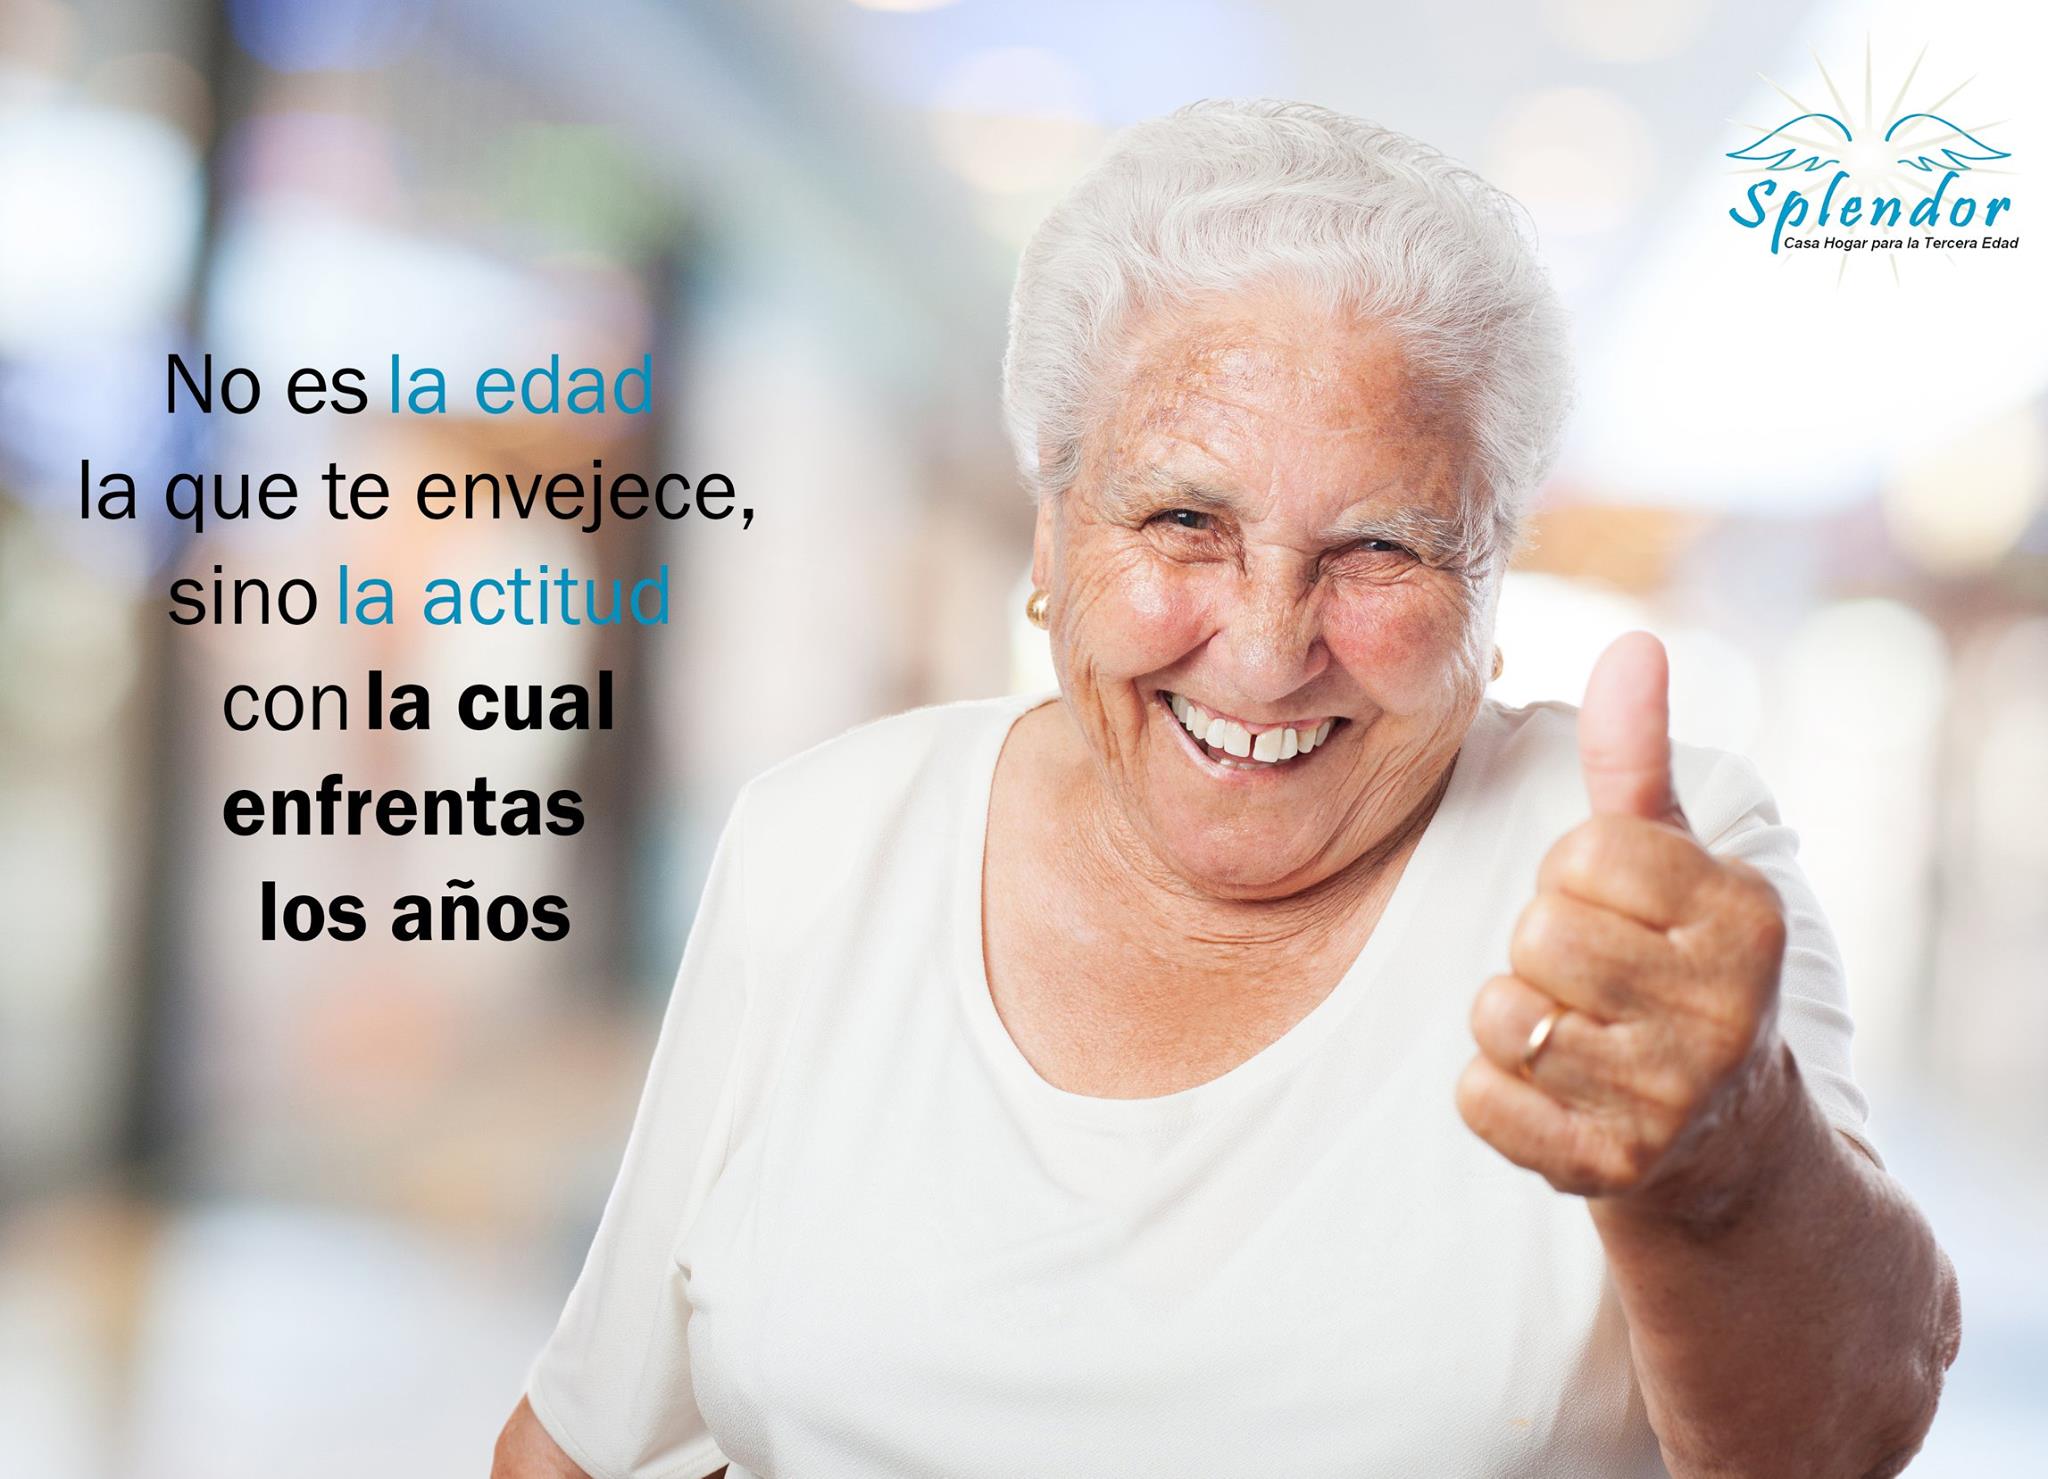 Splendor
Casa Hogar para la Tercera Edad
No es la edad
la que te envejece,
sino la actitud
con la cual
enfrentas
los años